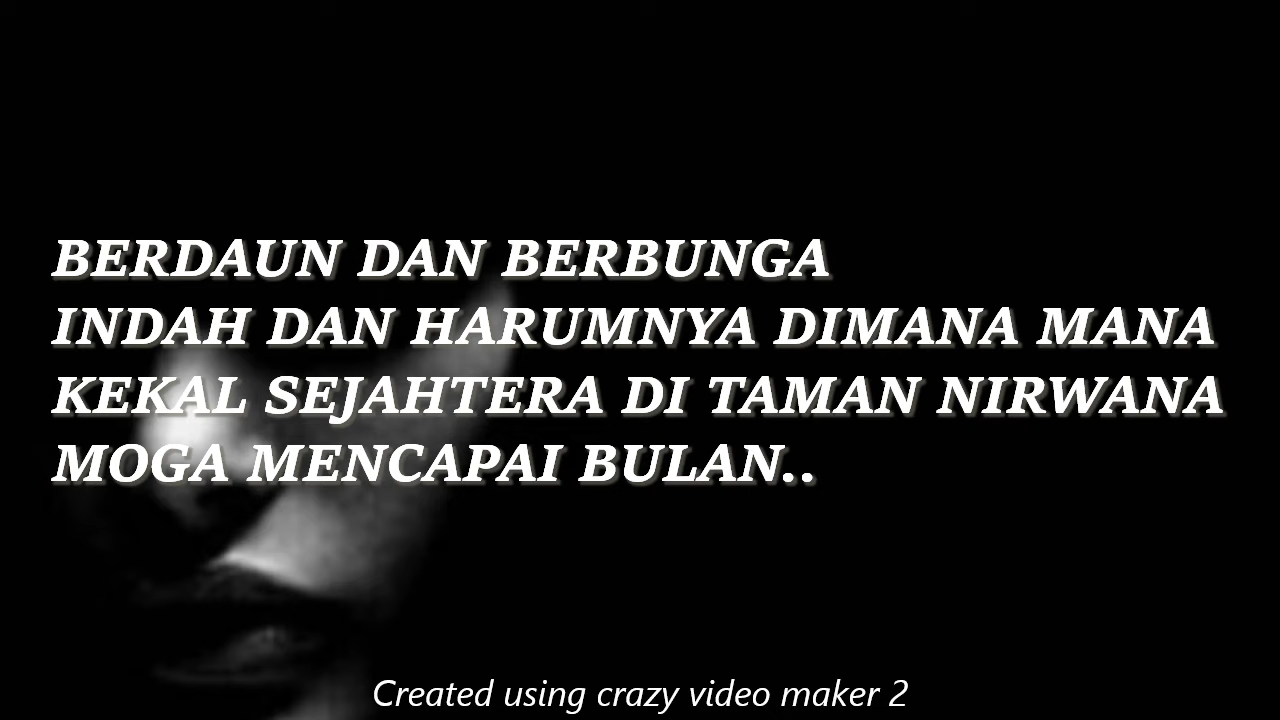 BERDAUN DAN BERBUNGA
INDAH DAN HARUMNYA DIMANA MANA
KEKAL SEJAHTERA DI TAMAN NIRWANA
MOGA MENCAPAI BULAN..
Created using crazy video maker 2